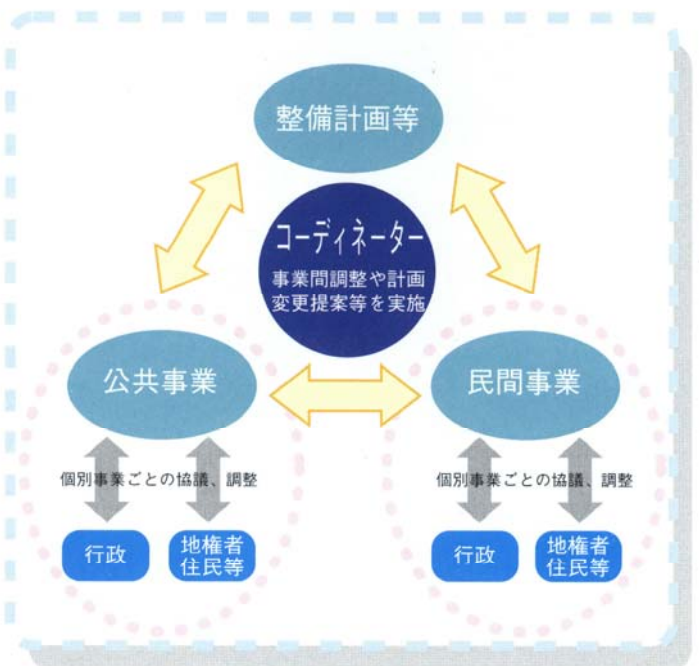 整備計画等
コーディネーター
事業間調整や計画
変更提案等を実施
公共事業
個別事業ごとの協議、調整
行政
地権者
住民等
民間事業
個別事業ごとの協議、調整
行政
地権者
住民等